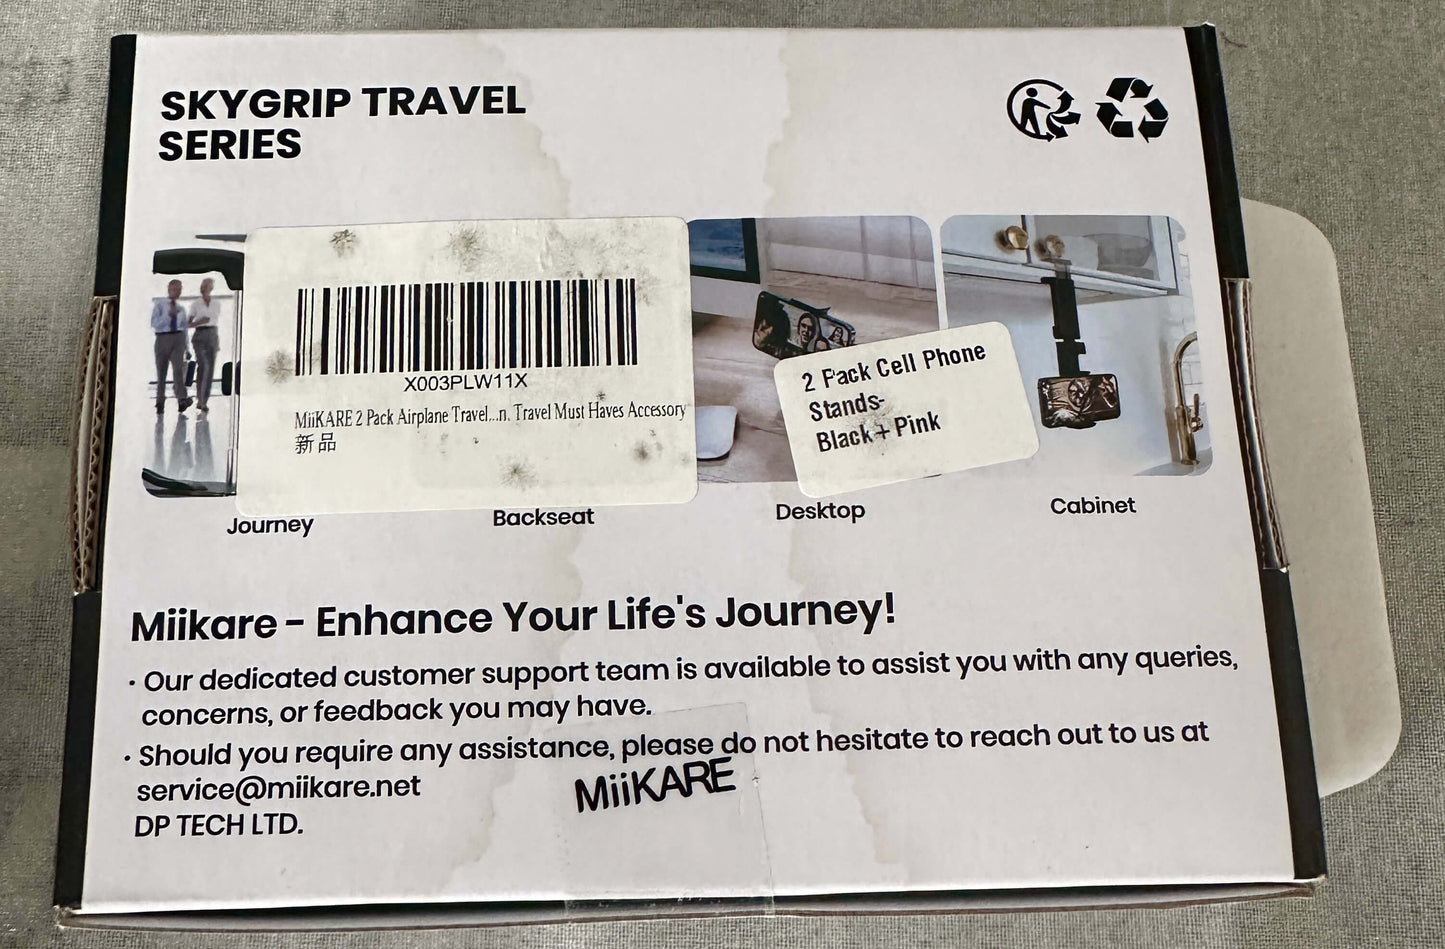 SKYGRIP TRAVEL
SERIES
X003PLW11X
MiiKARE 2 Pack Airplane Travel...n. Travel Must Haves Accessory
新品
2 Pack Cell Phone
Stands-
Black+Pink
Journey
Backseat
Desktop
Cabinet
Miikare - Enhance Your Life's Journey!
· Our dedicated customer support team is available to assist you with any queries,
concerns, or feedback you may have.
· Should you require any assistance, please do not hesitate to reach out to us at
service@miikare.net
DP TECH LTD.
MiiKARE